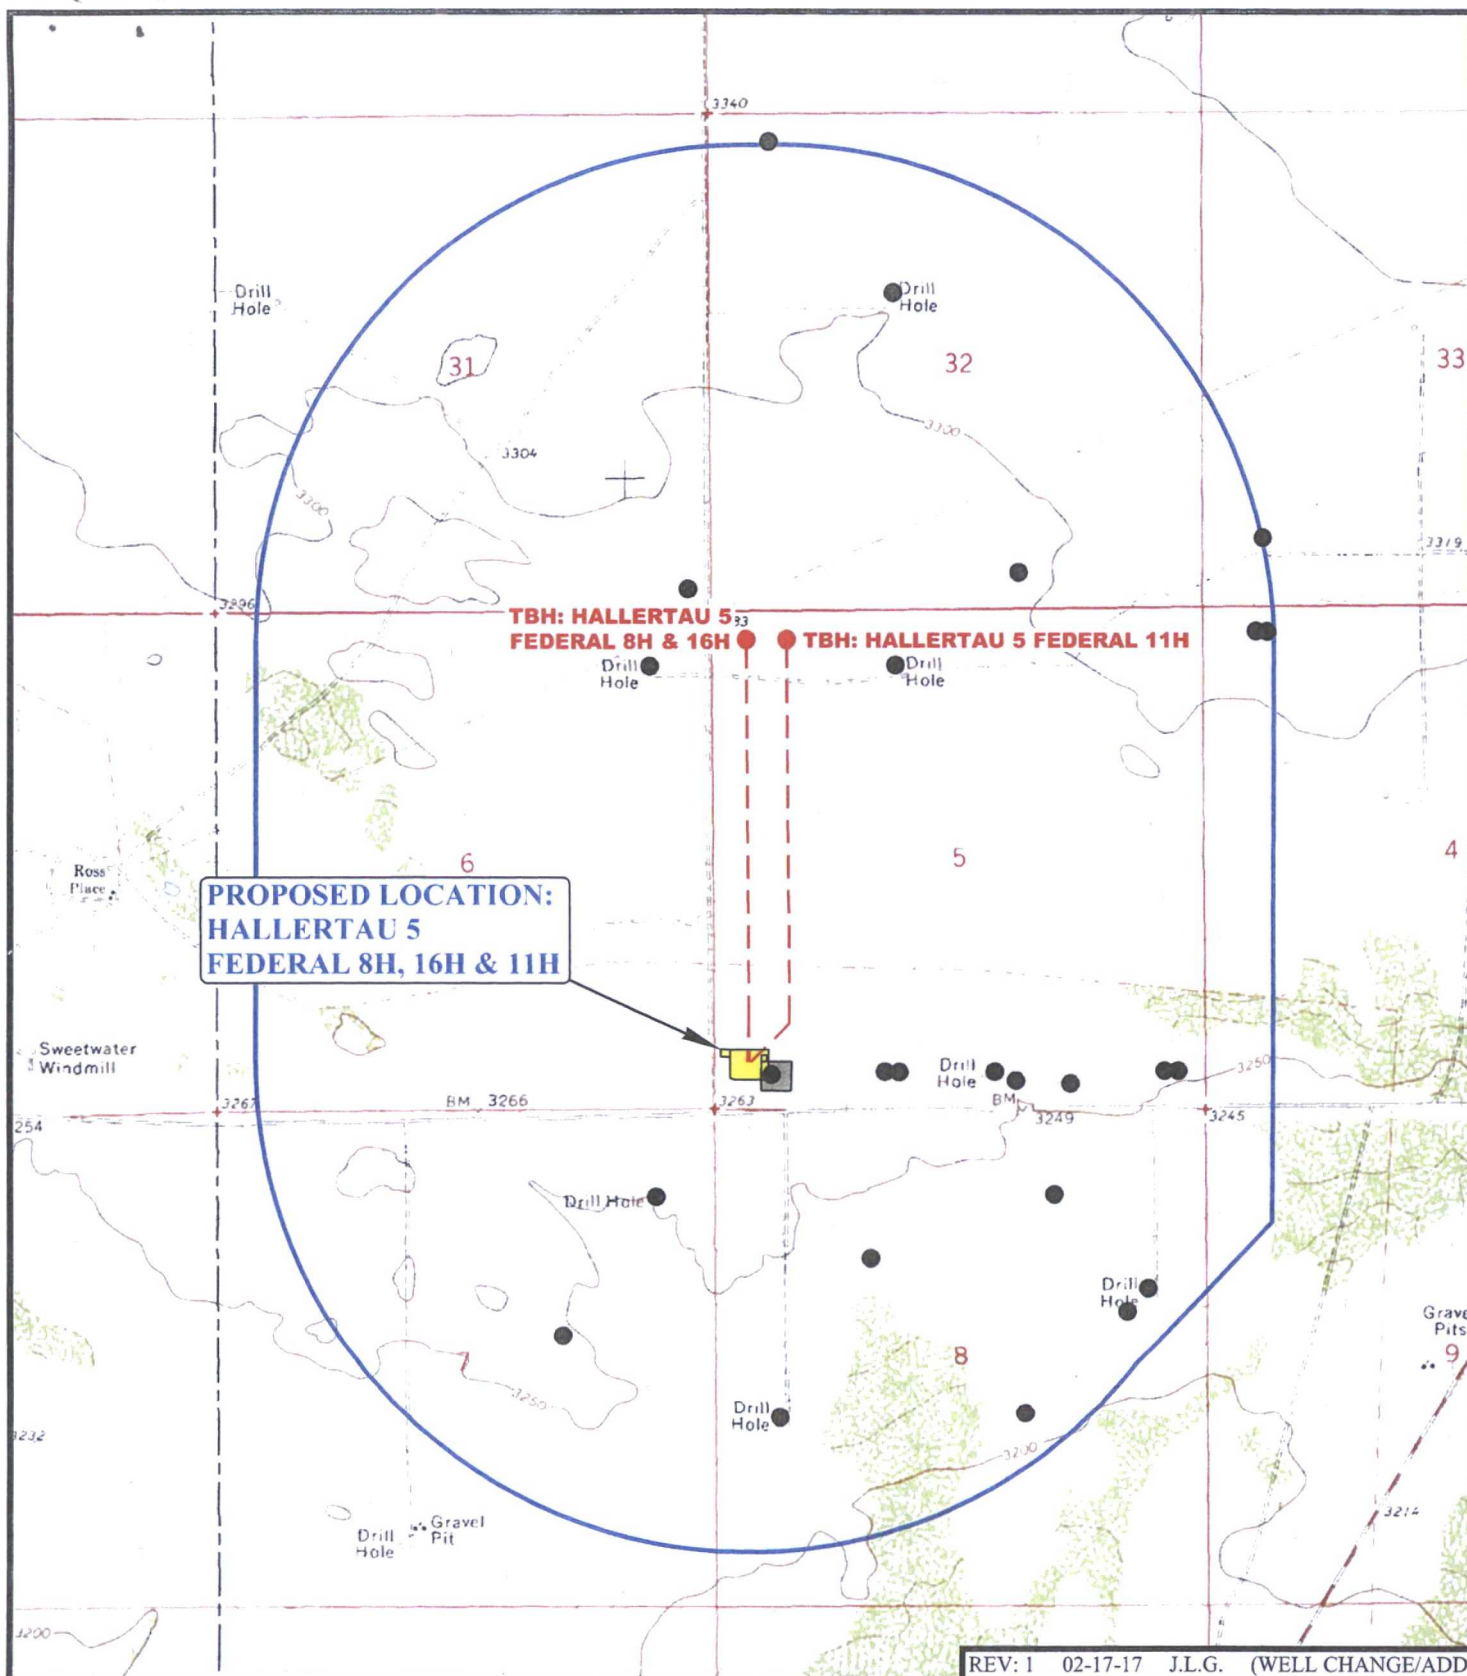 3340
Drill
Hole
Drill
Hole
31
32
33
3300
3304
3300
3319
3296
TBH: HALLERTAU 5
FEDERAL 8H & 16H
TBH: HALLERTAU 5 FEDERAL 11H
Drill
Hole
Drill
Hole
6
5
4
Ross
Place
PROPOSED LOCATION:
HALLERTAU 5
FEDERAL 8H, 16H & 11H
Sweetwater
Windmill
Drill
Hole
3250
3267
BM 3266
3263
BM
3249
3245
254
Drill Hole
Drill
Hole
Gravel
Pits
7
8
9
3250
Drill
Hole
3232
3200
Gravel
Pit
Drill
Hole
3214
3200
REV: 1 02-17-17 J.L.G. (WELL CHANGE/ADD